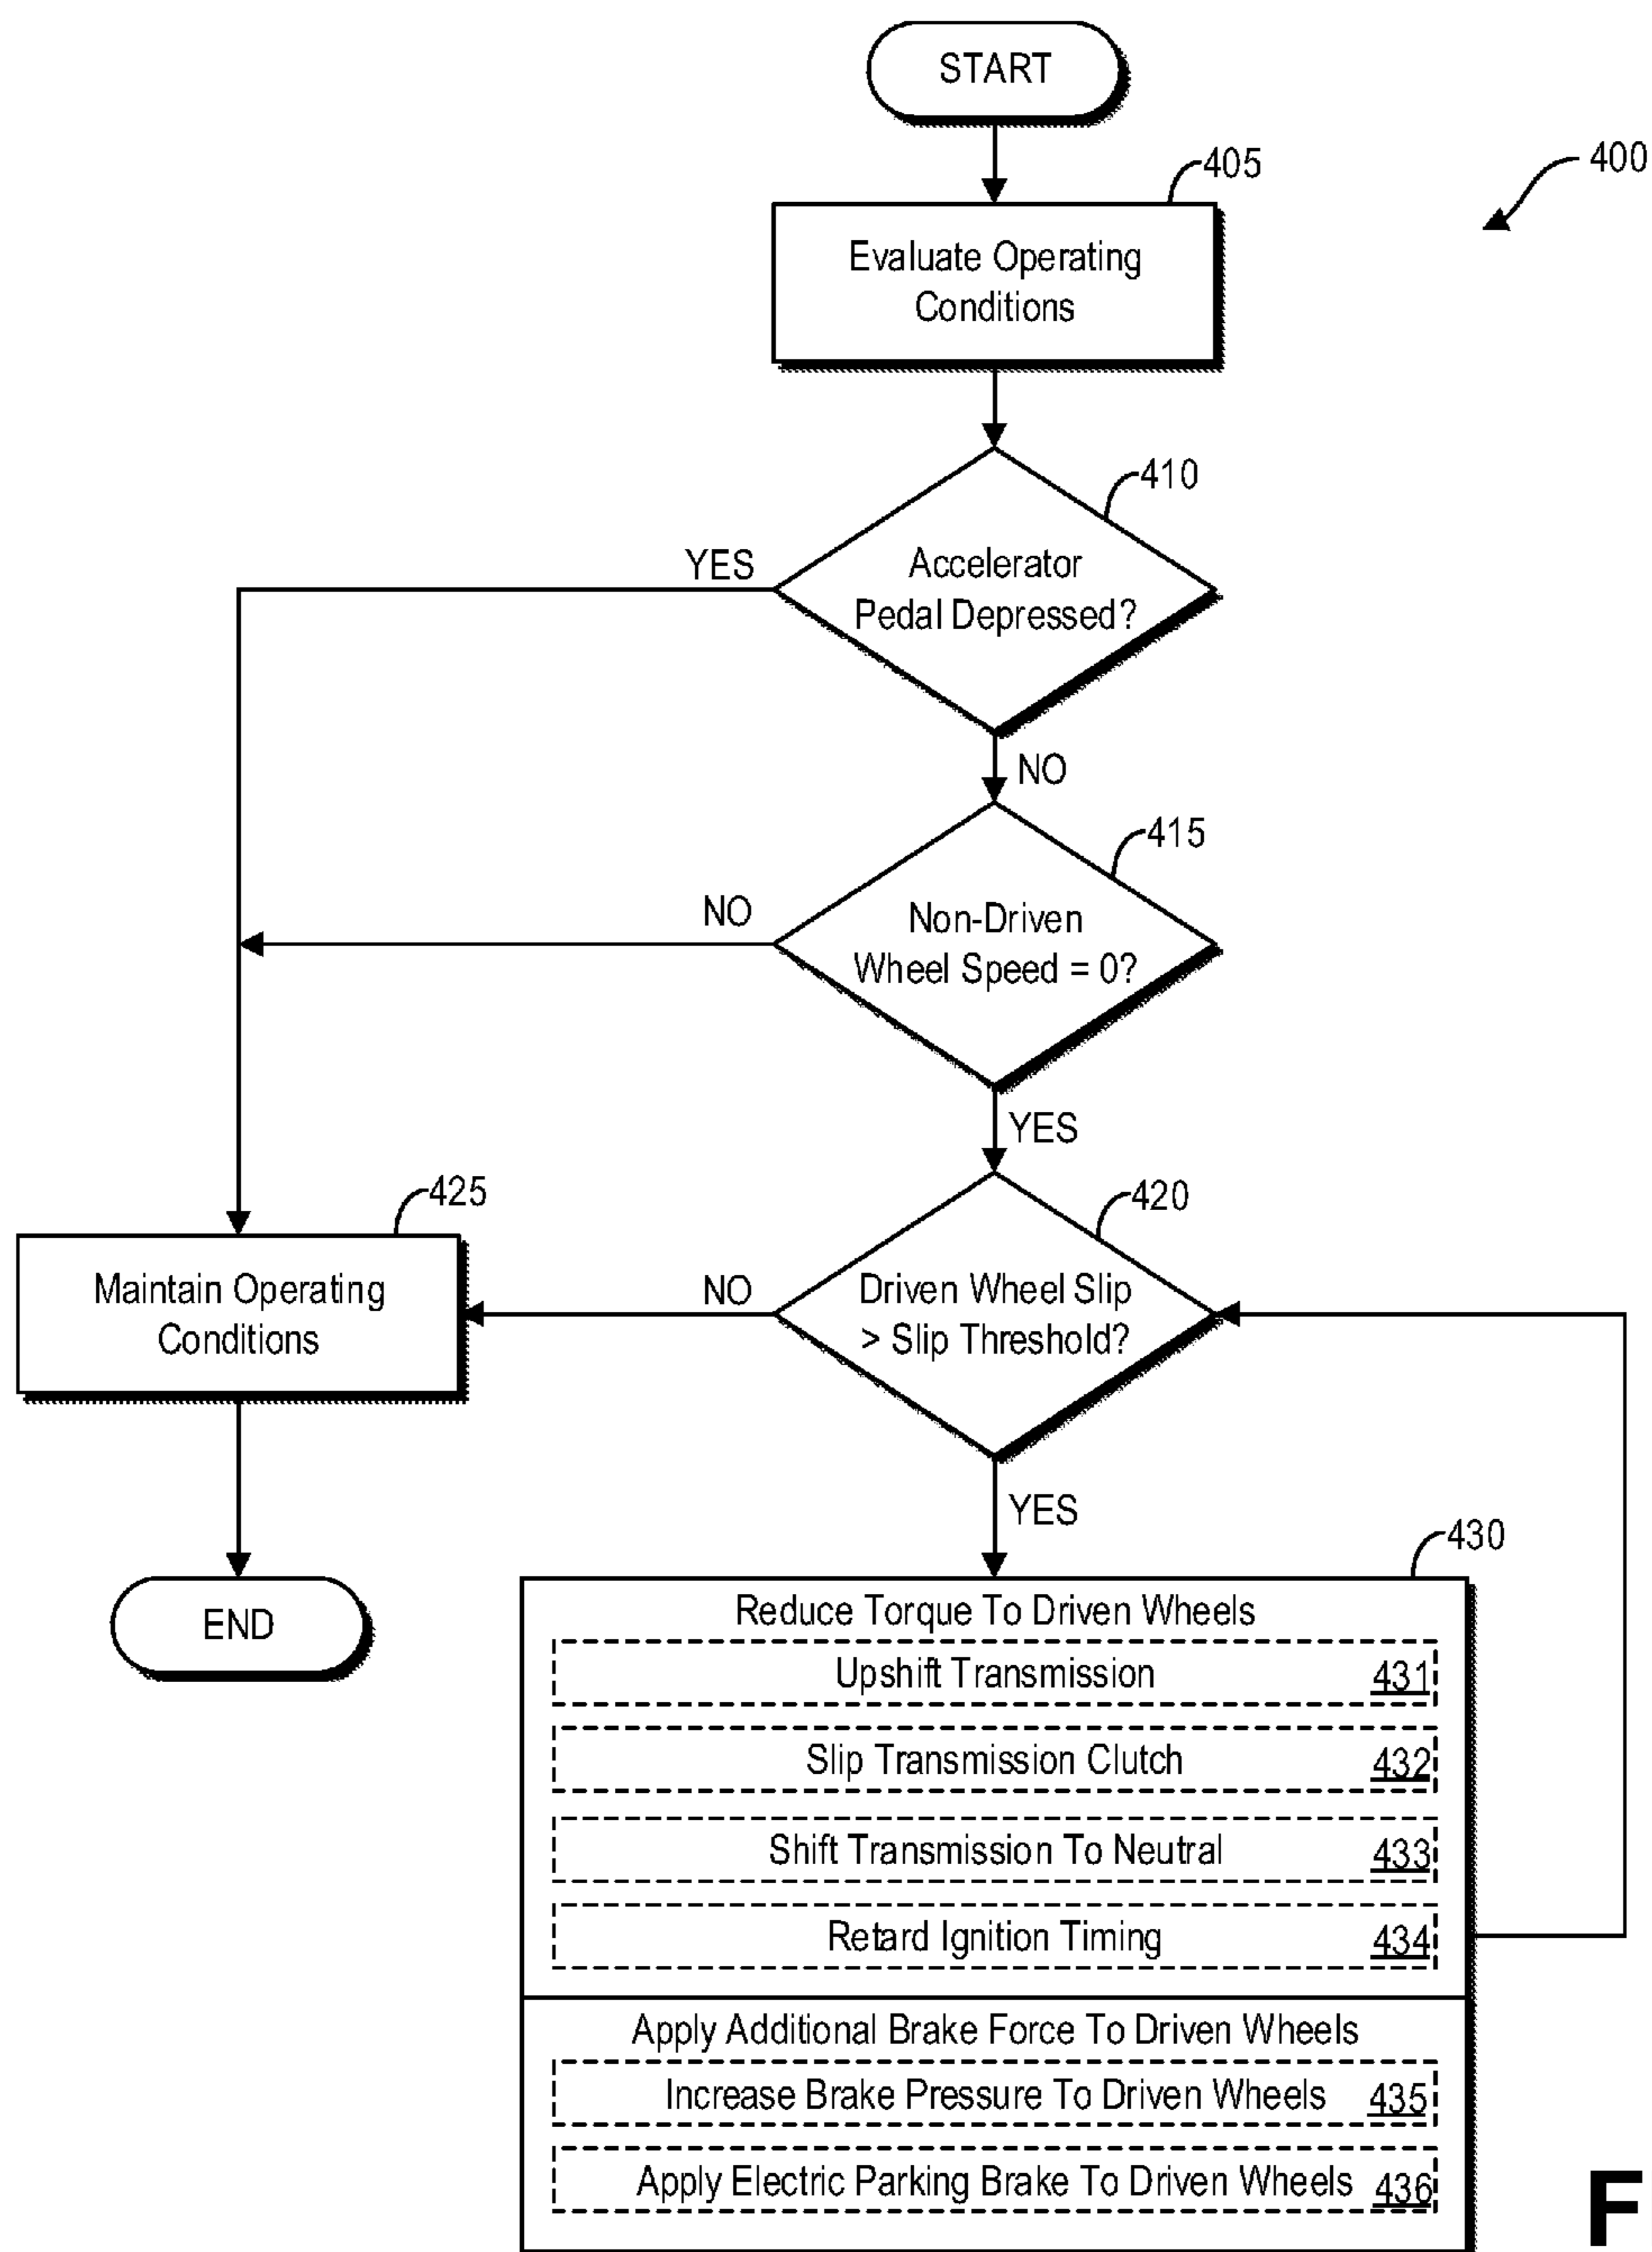 START
400
405
Evaluate Operating
Conditions
410
Accelerator
Pedal Depressed?
YES
NO
415
Non-Driven
Wheel Speed = 0?
NO
YES
420
Driven Wheel Slip
> Slip Threshold?
NO
YES
425
Maintain Operating
Conditions
END
430
Reduce Torque To Driven Wheels
Upshift Transmission 431
Slip Transmission Clutch 432
Shift Transmission To Neutral 433
Retard Ignition Timing 434
Apply Additional Brake Force To Driven Wheels
Increase Brake Pressure To Driven Wheels 435
Apply Electric Parking Brake To Driven Wheels 436
F